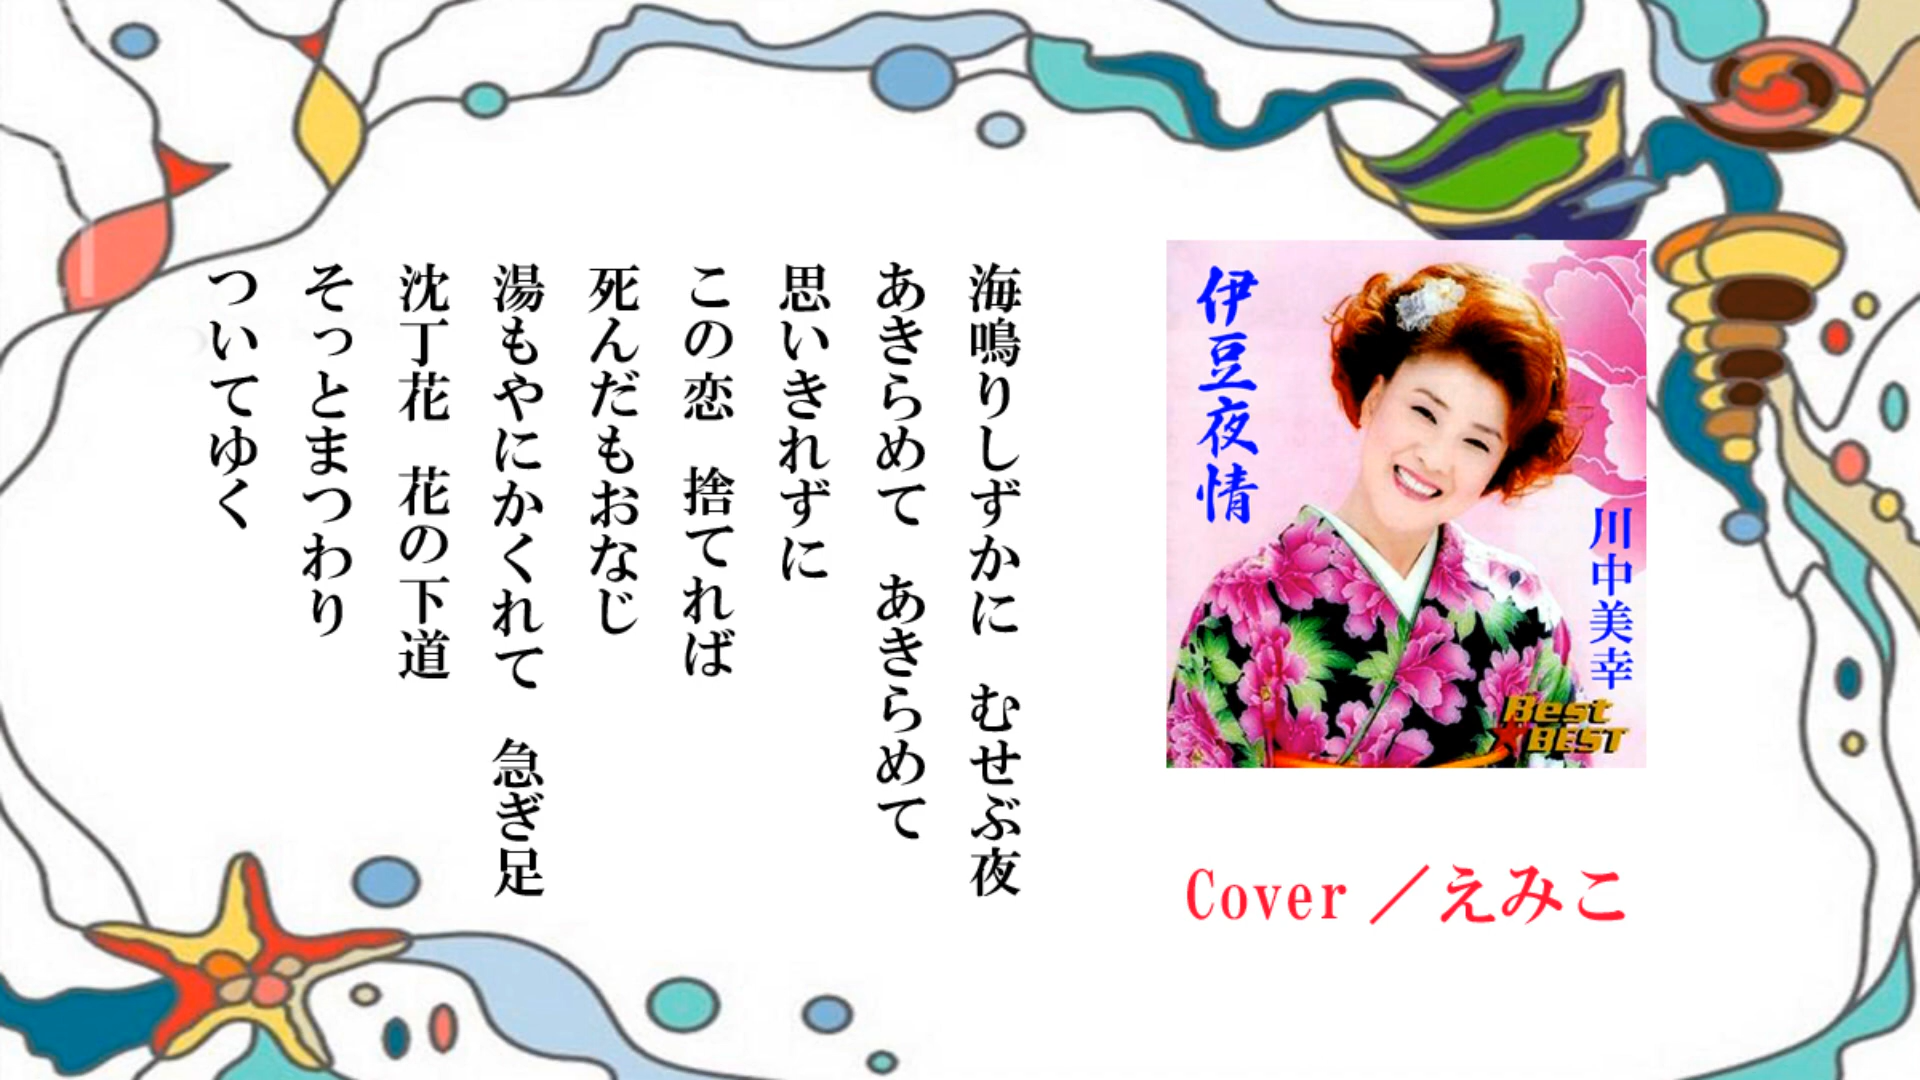 伊豆夜情
川中美幸
Best
BEST
Cover ／えみこ
海鳴りしずかに　むせぶ夜
あきらめて　あきらめて
思いきれずに
この恋　捨てれば
死んだもおなじ
湯もやにかくれて　急ぎ足
沈丁花　花の下道
そっとまつわり
ついてゆく